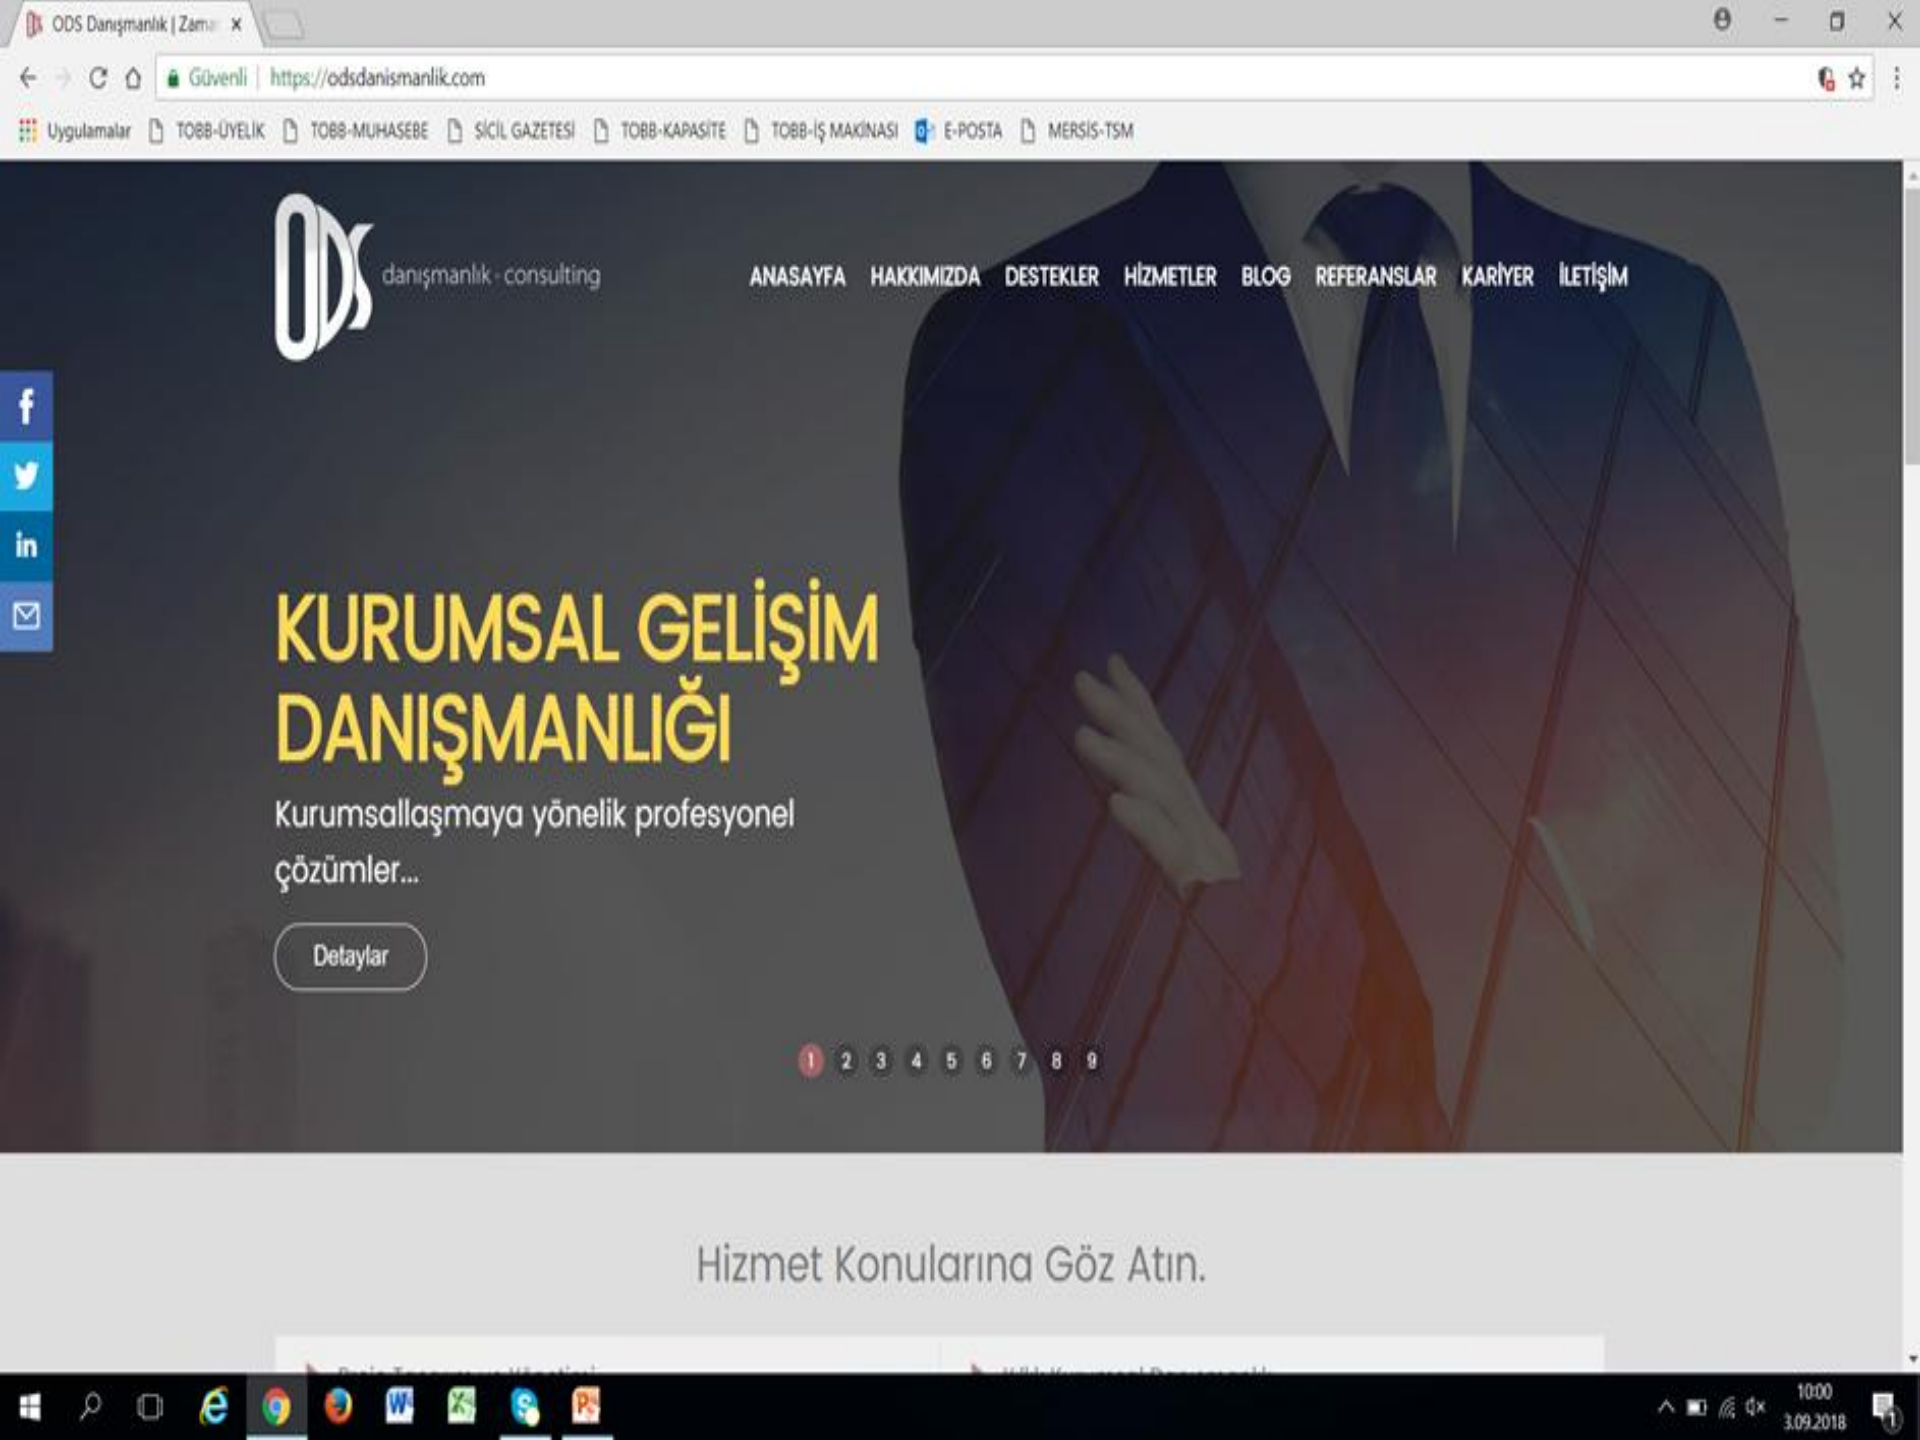 ODS Danışmanlık | Zama
Güvenli | https://odsdanismanlik.com
Uygulamalar TOBB-ÜYELİK TOBB-MUHASEBE SİCİL GAZETESİ TOBB-KAPASİTE TOBB-İŞ MAKİNASI E-POSTA MERSİS-TSM
ODS danışmanlık - consulting
ANASAYFA HAKKIMIZDA DESTEKLER HİZMETLER BLOG REFERANSLAR KARİYER İLETİŞİM
KURUMSAL GELİŞİM
DANIŞMANLIĞI
Kurumsallaşmaya yönelik profesyonel
çözümler...
Detaylar
1 2 3 4 5 6 7 8 9
Hizmet Konularına Göz Atın.
10:00
3.09.2018